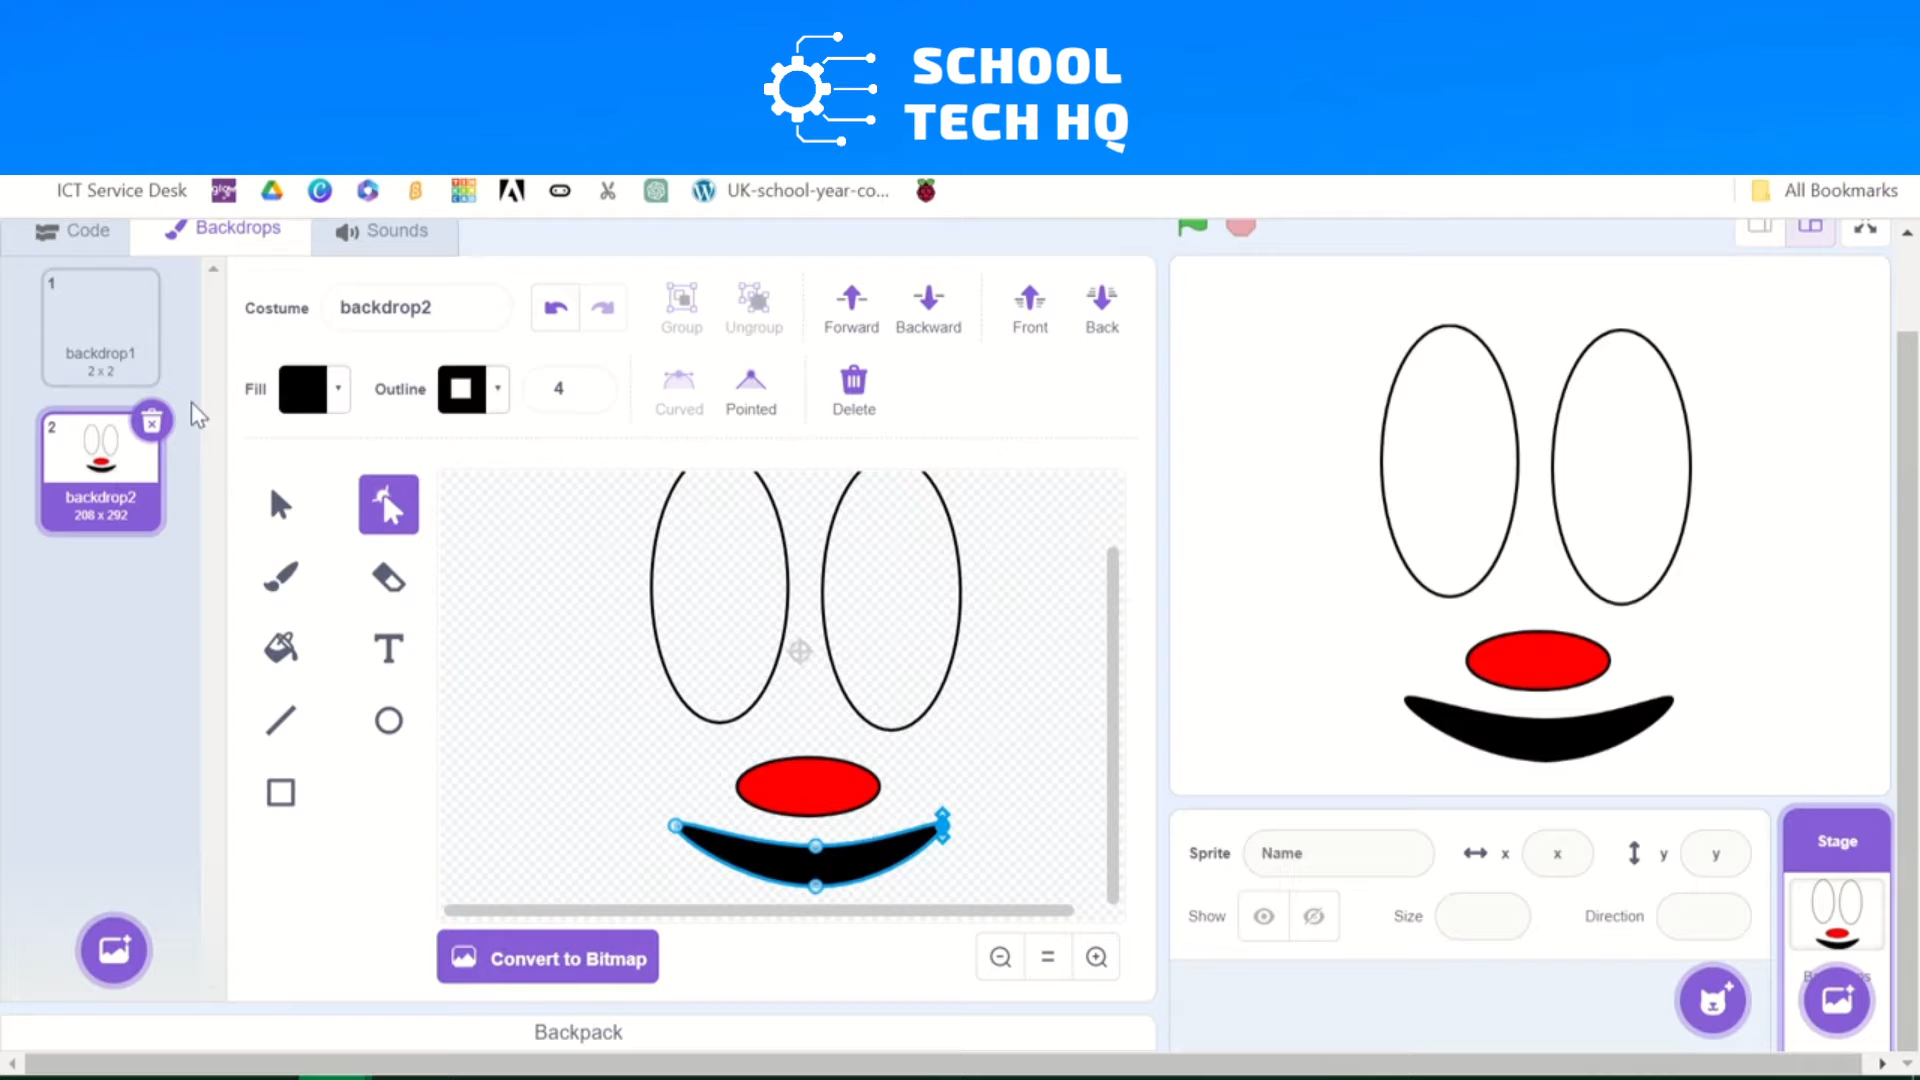 SCHOOL
TECH HQ
ICT Service Desk
glow
UK-school-year-co...
All Bookmarks
Code
Backdrops
Sounds
1
backdrop1
2 x 2
2
backdrop2
208 x 292
Costume
backdrop2
Group
Ungroup
Forward
Backward
Front
Back
Fill
Outline
4
Curved
Pointed
Delete
T
Convert to Bitmap
Backpack
Sprite
Name
x
x
y
y
Show
Size
Direction
Stage